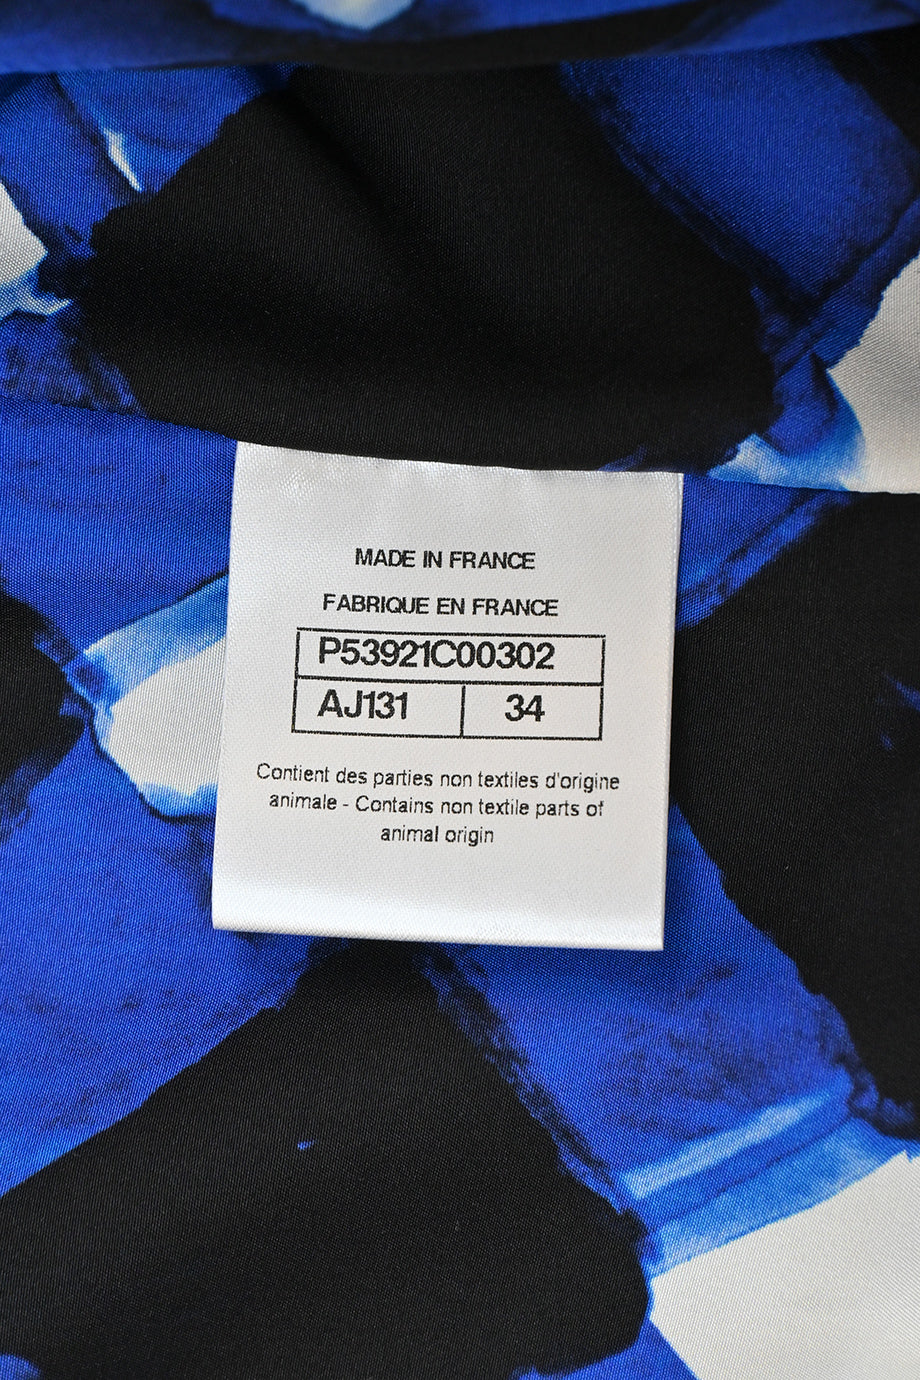 MADE IN FRANCE
FABRIQUE EN FRANCE
P53921C00302
AJ131 34
Contient des parties non textiles d'origine
animale - Contains non textile parts of
animal origin